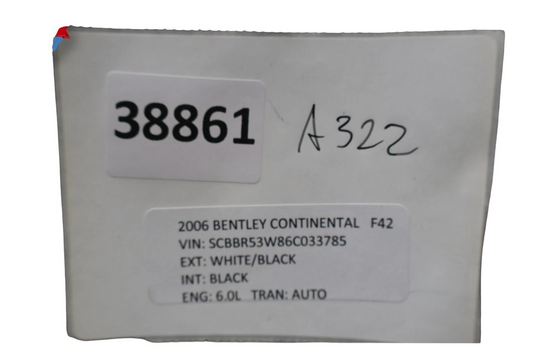 38861
A322
2006 BENTLEY CONTINENTAL F42
VIN: SCBBR53W86C033785
EXT: WHITE/BLACK
INT: BLACK
ENG: 6.0L TRAN: AUTO